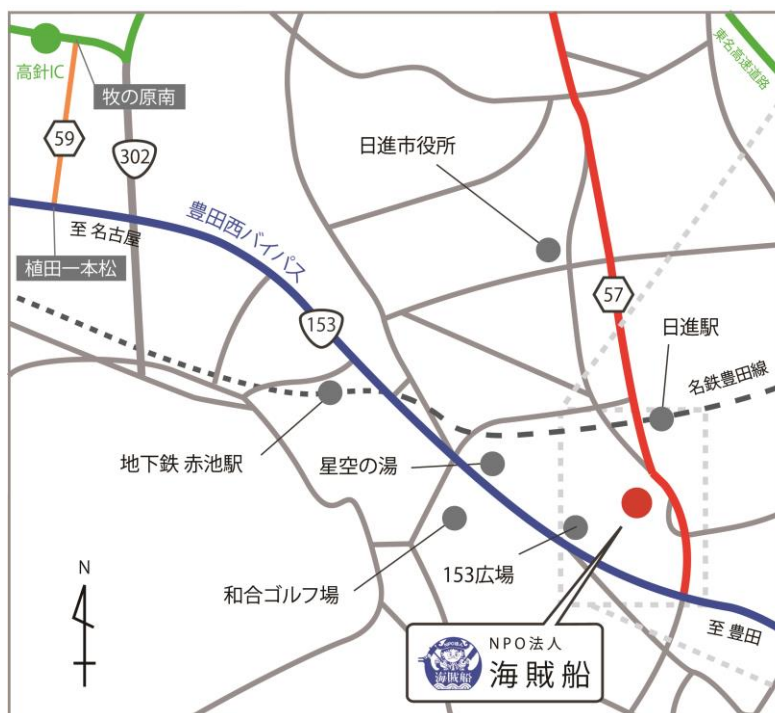 高針IC
牧の原南
59
302
至 名古屋
植田一本松
豊田西バイパス
153
日進市役所
57
東名高速道路
日進駅
名鉄豊田線
地下鉄 赤池駅
星空の湯
和合ゴルフ場
153広場
至 豊田
N
NPO法人
海賊船
海賊船